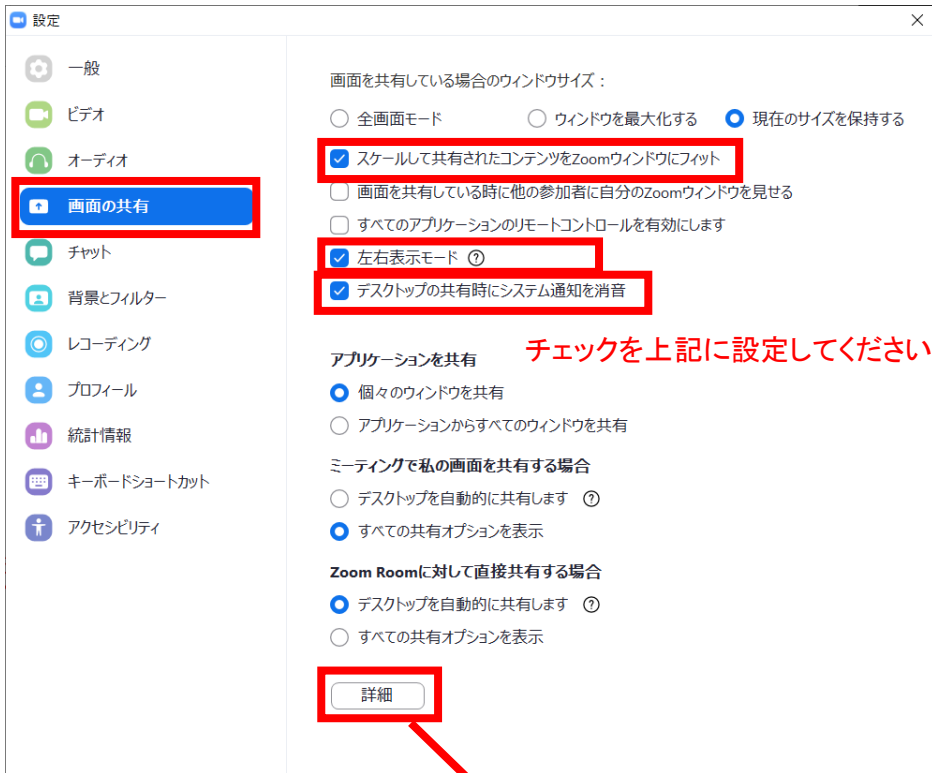 設定
一般
ビデオ
オーディオ
画面の共有
チャット
背景とフィルター
レコーディング
プロフィール
統計情報
キーボードショートカット
アクセシビリティ
画面を共有している場合のウィンドウサイズ：
全画面モード ウィンドウを最大化する 現在のサイズを保持する
スケールして共有されたコンテンツをZoomウィンドウにフィット
画面を共有している時に他の参加者に自分のZoomウィンドウを見せる
すべてのアプリケーションのリモートコントロールを有効にします
左右表示モード ?
デスクトップの共有時にシステム通知を消音
チェックを上記に設定してください
アプリケーションを共有
個々のウィンドウを共有
アプリケーションからすべてのウィンドウを共有
ミーティングで私の画面を共有する場合
デスクトップを自動的に共有します ?
すべての共有オプションを表示
Zoom Roomに対して直接共有する場合
デスクトップを自動的に共有します ?
すべての共有オプションを表示
詳細